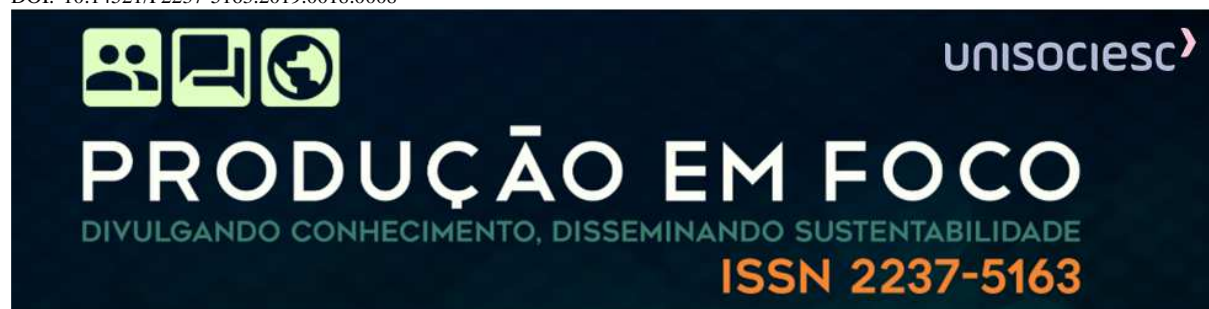 unisociesc
PRODUÇÃO EM FOCO
DIVULGANDO CONHECIMENTO, DISSEMINANDO SUSTENTABILIDADE
ISSN 2237-5163